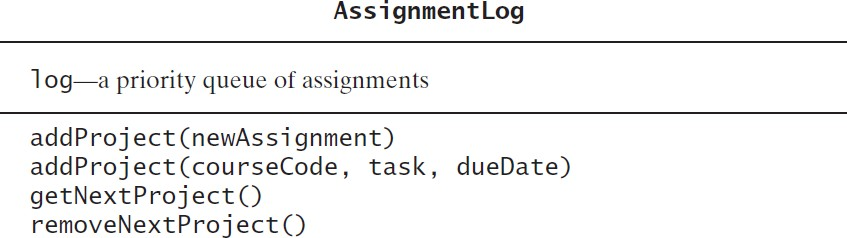 AssignmentLog
log—a priority queue of assignments
addProject(newAssignment)
addProject(courseCode, task, dueDate)
getNextProject()
removeNextProject()